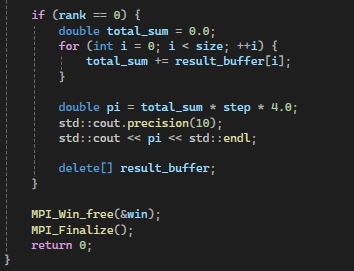 if (rank == 0) {
double total_sum = 0.0;
for (int i = 0; i < size; ++i) {
total_sum += result_buffer[i];
}
double pi = total_sum * step * 4.0;
std::cout.precision(10);
std::cout << pi << std::endl;
delete[] result_buffer;
}
MPI_Win_free(&win);
MPI_Finalize();
return 0;
}